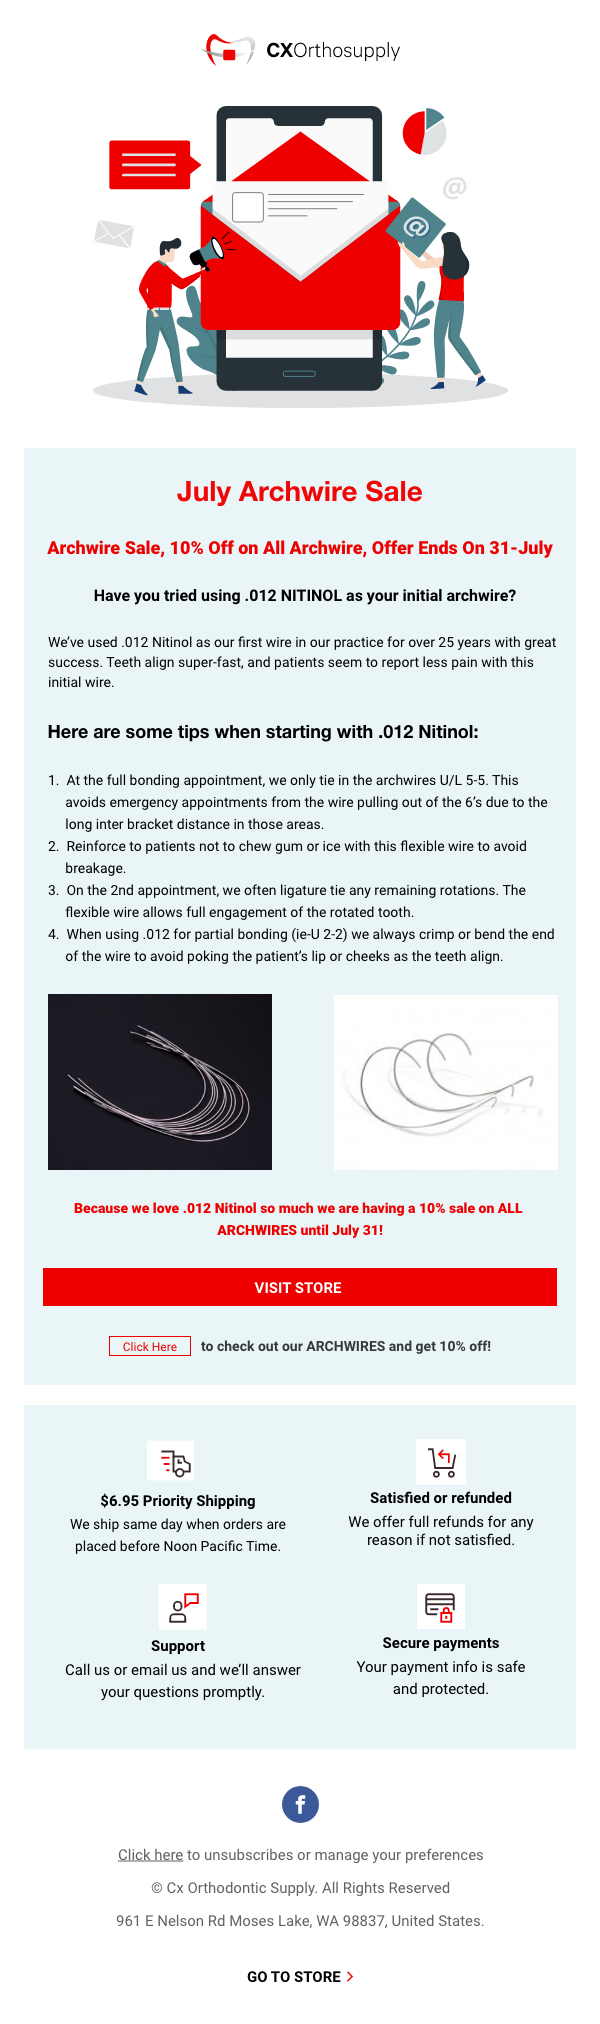 CXOrthosupply
@
@
July Archwire Sale
Archwire Sale, 10% Off on All Archwire, Offer Ends On 31-July
Have you tried using .012 NITINOL as your initial archwire?
We’ve used .012 Nitinol as our first wire in our practice for over 25 years with great
success. Teeth align super-fast, and patients seem to report less pain with this
initial wire.
Here are some tips when starting with .012 Nitinol:
1. At the full bonding appointment, we only tie in the archwires U/L 5-5. This
avoids emergency appointments from the wire pulling out of the 6’s due to the
long inter bracket distance in those areas.
2. Reinforce to patients not to chew gum or ice with this flexible wire to avoid
breakage.
3. On the 2nd appointment, we often ligature tie any remaining rotations. The
flexible wire allows full engagement of the rotated tooth.
4. When using .012 for partial bonding (ie-U 2-2) we always crimp or bend the end
of the wire to avoid poking the patient’s lip or cheeks as the teeth align.
Because we love .012 Nitinol so much we are having a 10% sale on ALL
ARCHWIRES until July 31!
VISIT STORE
Click Here to check out our ARCHWIRES and get 10% off!
$6.95 Priority Shipping
We ship same day when orders are
placed before Noon Pacific Time.
Satisfied or refunded
We offer full refunds for any
reason if not satisfied.
Support
Call us or email us and we’ll answer
your questions promptly.
Secure payments
Your payment info is safe
and protected.
f
Click here to unsubscribes or manage your preferences
© Cx Orthodontic Supply. All Rights Reserved
961 E Nelson Rd Moses Lake, WA 98837, United States.
GO TO STORE >